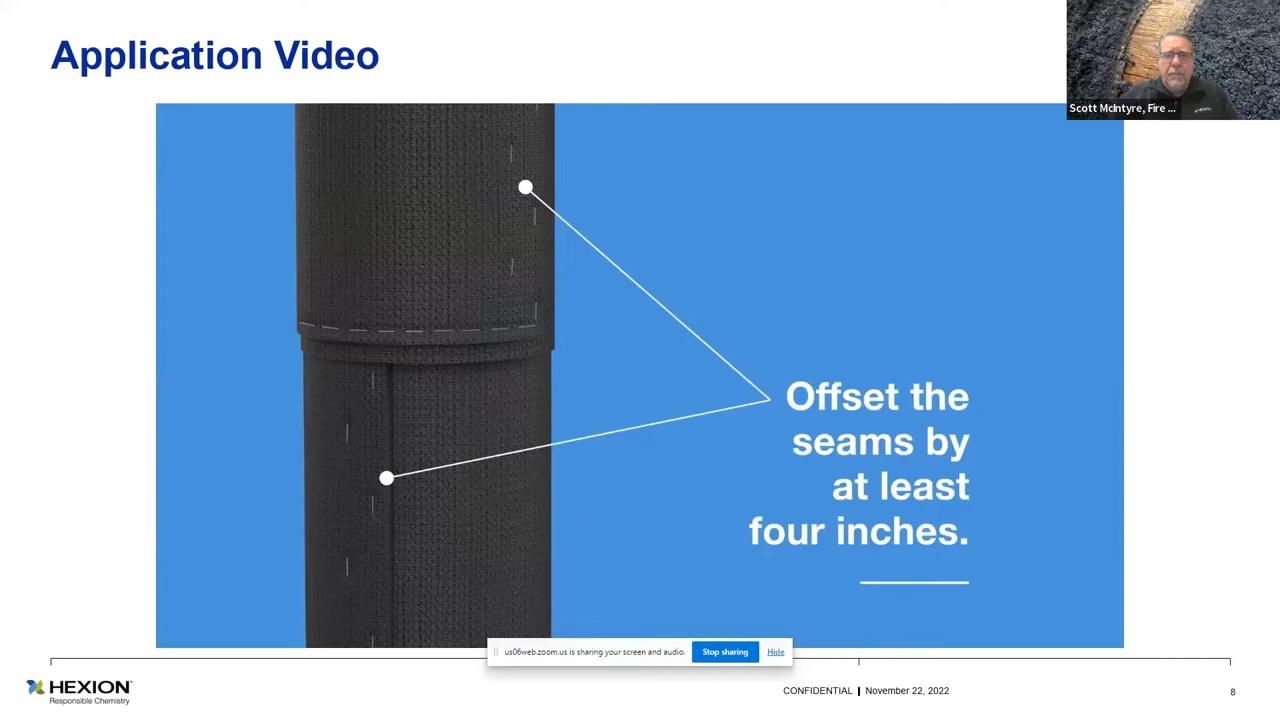 Application Video
Scott McIntyre, Fire ...
HEXION
Offset the
seams by
at least
four inches.
us06web.zoom.us is sharing your screen and audio.
Stop sharing
Hide
HEXION
Responsible Chemistry
CONFIDENTIAL
November 22, 2022
8